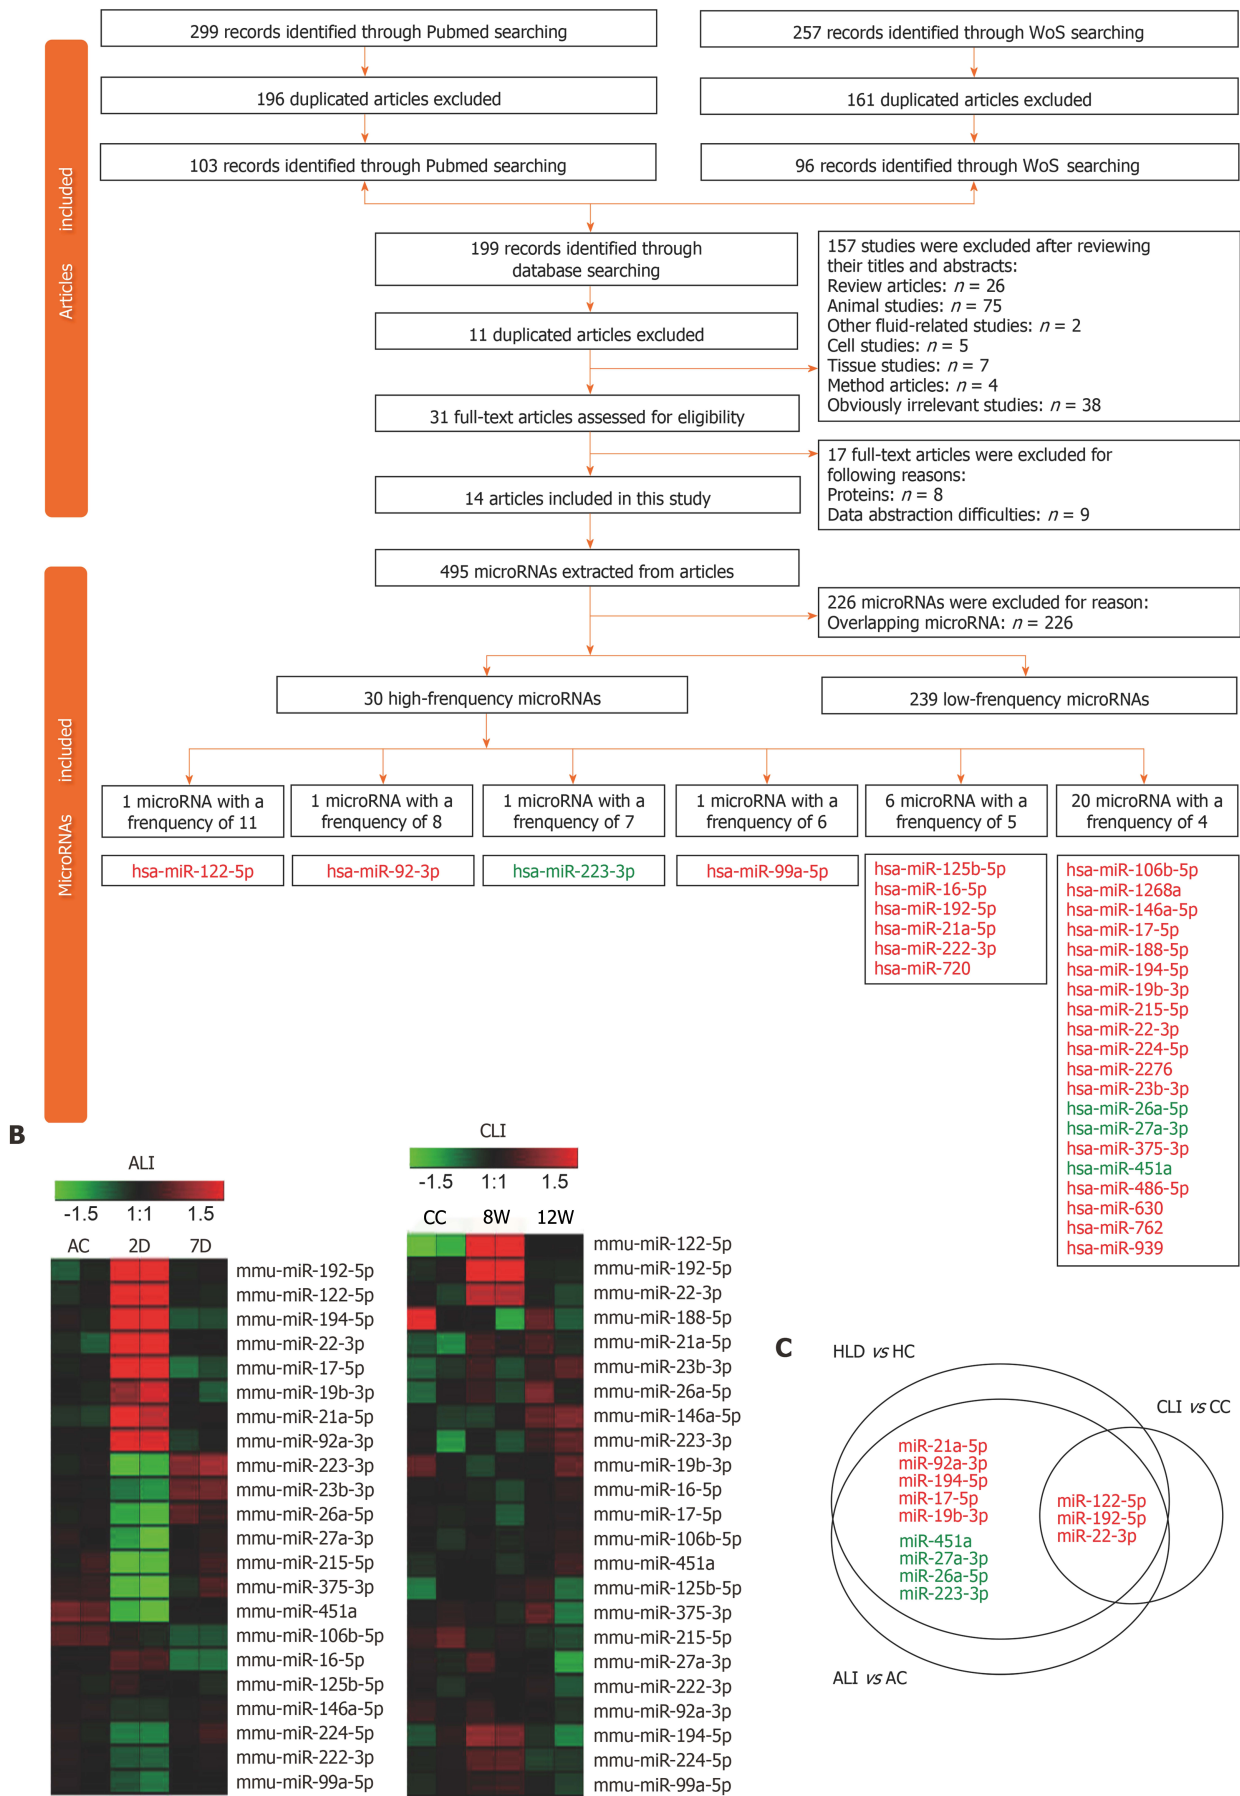 299 records identified through Pubmed searching
257 records identified through WoS searching
196 duplicated articles excluded
161 duplicated articles excluded
103 records identified through Pubmed searching
96 records identified through WoS searching
Articles included
199 records identified through
database searching
157 studies were excluded after reviewing
their titles and abstracts:
Review articles: n = 26
Animal studies: n = 75
Other fluid-related studies: n = 2
Cell studies: n = 5
Tissue studies: n = 7
Method articles: n = 4
Obviously irrelevant studies: n = 38
11 duplicated articles excluded
31 full-text articles assessed for eligibility
17 full-text articles were excluded for
following reasons:
Proteins: n = 8
Data abstraction difficulties: n = 9
14 articles included in this study
495 microRNAs extracted from articles
MicroRNAs included
226 microRNAs were excluded for reason:
Overlapping microRNA: n = 226
30 high-frenquency microRNAs
239 low-frenquency microRNAs
1 microRNA with a
frenquency of 11
1 microRNA with a
frenquency of 8
1 microRNA with a
frenquency of 7
1 microRNA with a
frenquency of 6
6 microRNA with a
frenquency of 5
20 microRNA with a
frenquency of 4
hsa-miR-122-5p
hsa-miR-92-3p
hsa-miR-223-3p
hsa-miR-99a-5p
hsa-miR-125b-5p
hsa-miR-16-5p
hsa-miR-192-5p
hsa-miR-21a-5p
hsa-miR-222-3p
hsa-miR-720
hsa-miR-106b-5p
hsa-miR-1268a
hsa-miR-146a-5p
hsa-miR-17-5p
hsa-miR-188-5p
hsa-miR-194-5p
hsa-miR-19b-3p
hsa-miR-215-5p
hsa-miR-22-3p
hsa-miR-224-5p
hsa-miR-2276
hsa-miR-23b-3p
hsa-miR-26a-5p
hsa-miR-27a-3p
hsa-miR-375-3p
hsa-miR-451a
hsa-miR-486-5p
hsa-miR-630
hsa-miR-762
hsa-miR-939
B
ALI
-1.5 1:1 1.5
AC 2D 7D
mmu-miR-192-5p
mmu-miR-122-5p
mmu-miR-194-5p
mmu-miR-22-3p
mmu-miR-17-5p
mmu-miR-19b-3p
mmu-miR-21a-5p
mmu-miR-92a-3p
mmu-miR-223-3p
mmu-miR-23b-3p
mmu-miR-26a-5p
mmu-miR-27a-3p
mmu-miR-215-5p
mmu-miR-375-3p
mmu-miR-451a
mmu-miR-106b-5p
mmu-miR-16-5p
mmu-miR-125b-5p
mmu-miR-146a-5p
mmu-miR-224-5p
mmu-miR-222-3p
mmu-miR-99a-5p
CLI
-1.5 1:1 1.5
CC 8W 12W
mmu-miR-122-5p
mmu-miR-192-5p
mmu-miR-22-3p
mmu-miR-188-5p
mmu-miR-21a-5p
mmu-miR-23b-3p
mmu-miR-26a-5p
mmu-miR-146a-5p
mmu-miR-223-3p
mmu-miR-19b-3p
mmu-miR-16-5p
mmu-miR-17-5p
mmu-miR-106b-5p
mmu-miR-451a
mmu-miR-125b-5p
mmu-miR-375-3p
mmu-miR-215-5p
mmu-miR-27a-3p
mmu-miR-222-3p
mmu-miR-92a-3p
mmu-miR-194-5p
mmu-miR-224-5p
mmu-miR-99a-5p
C
HLD vs HC
CLI vs CC
miR-21a-5p
miR-92a-3p
miR-194-5p
miR-17-5p
miR-19b-3p
miR-451a
miR-27a-3p
miR-26a-5p
miR-223-3p
miR-122-5p
miR-192-5p
miR-22-3p
ALI vs AC